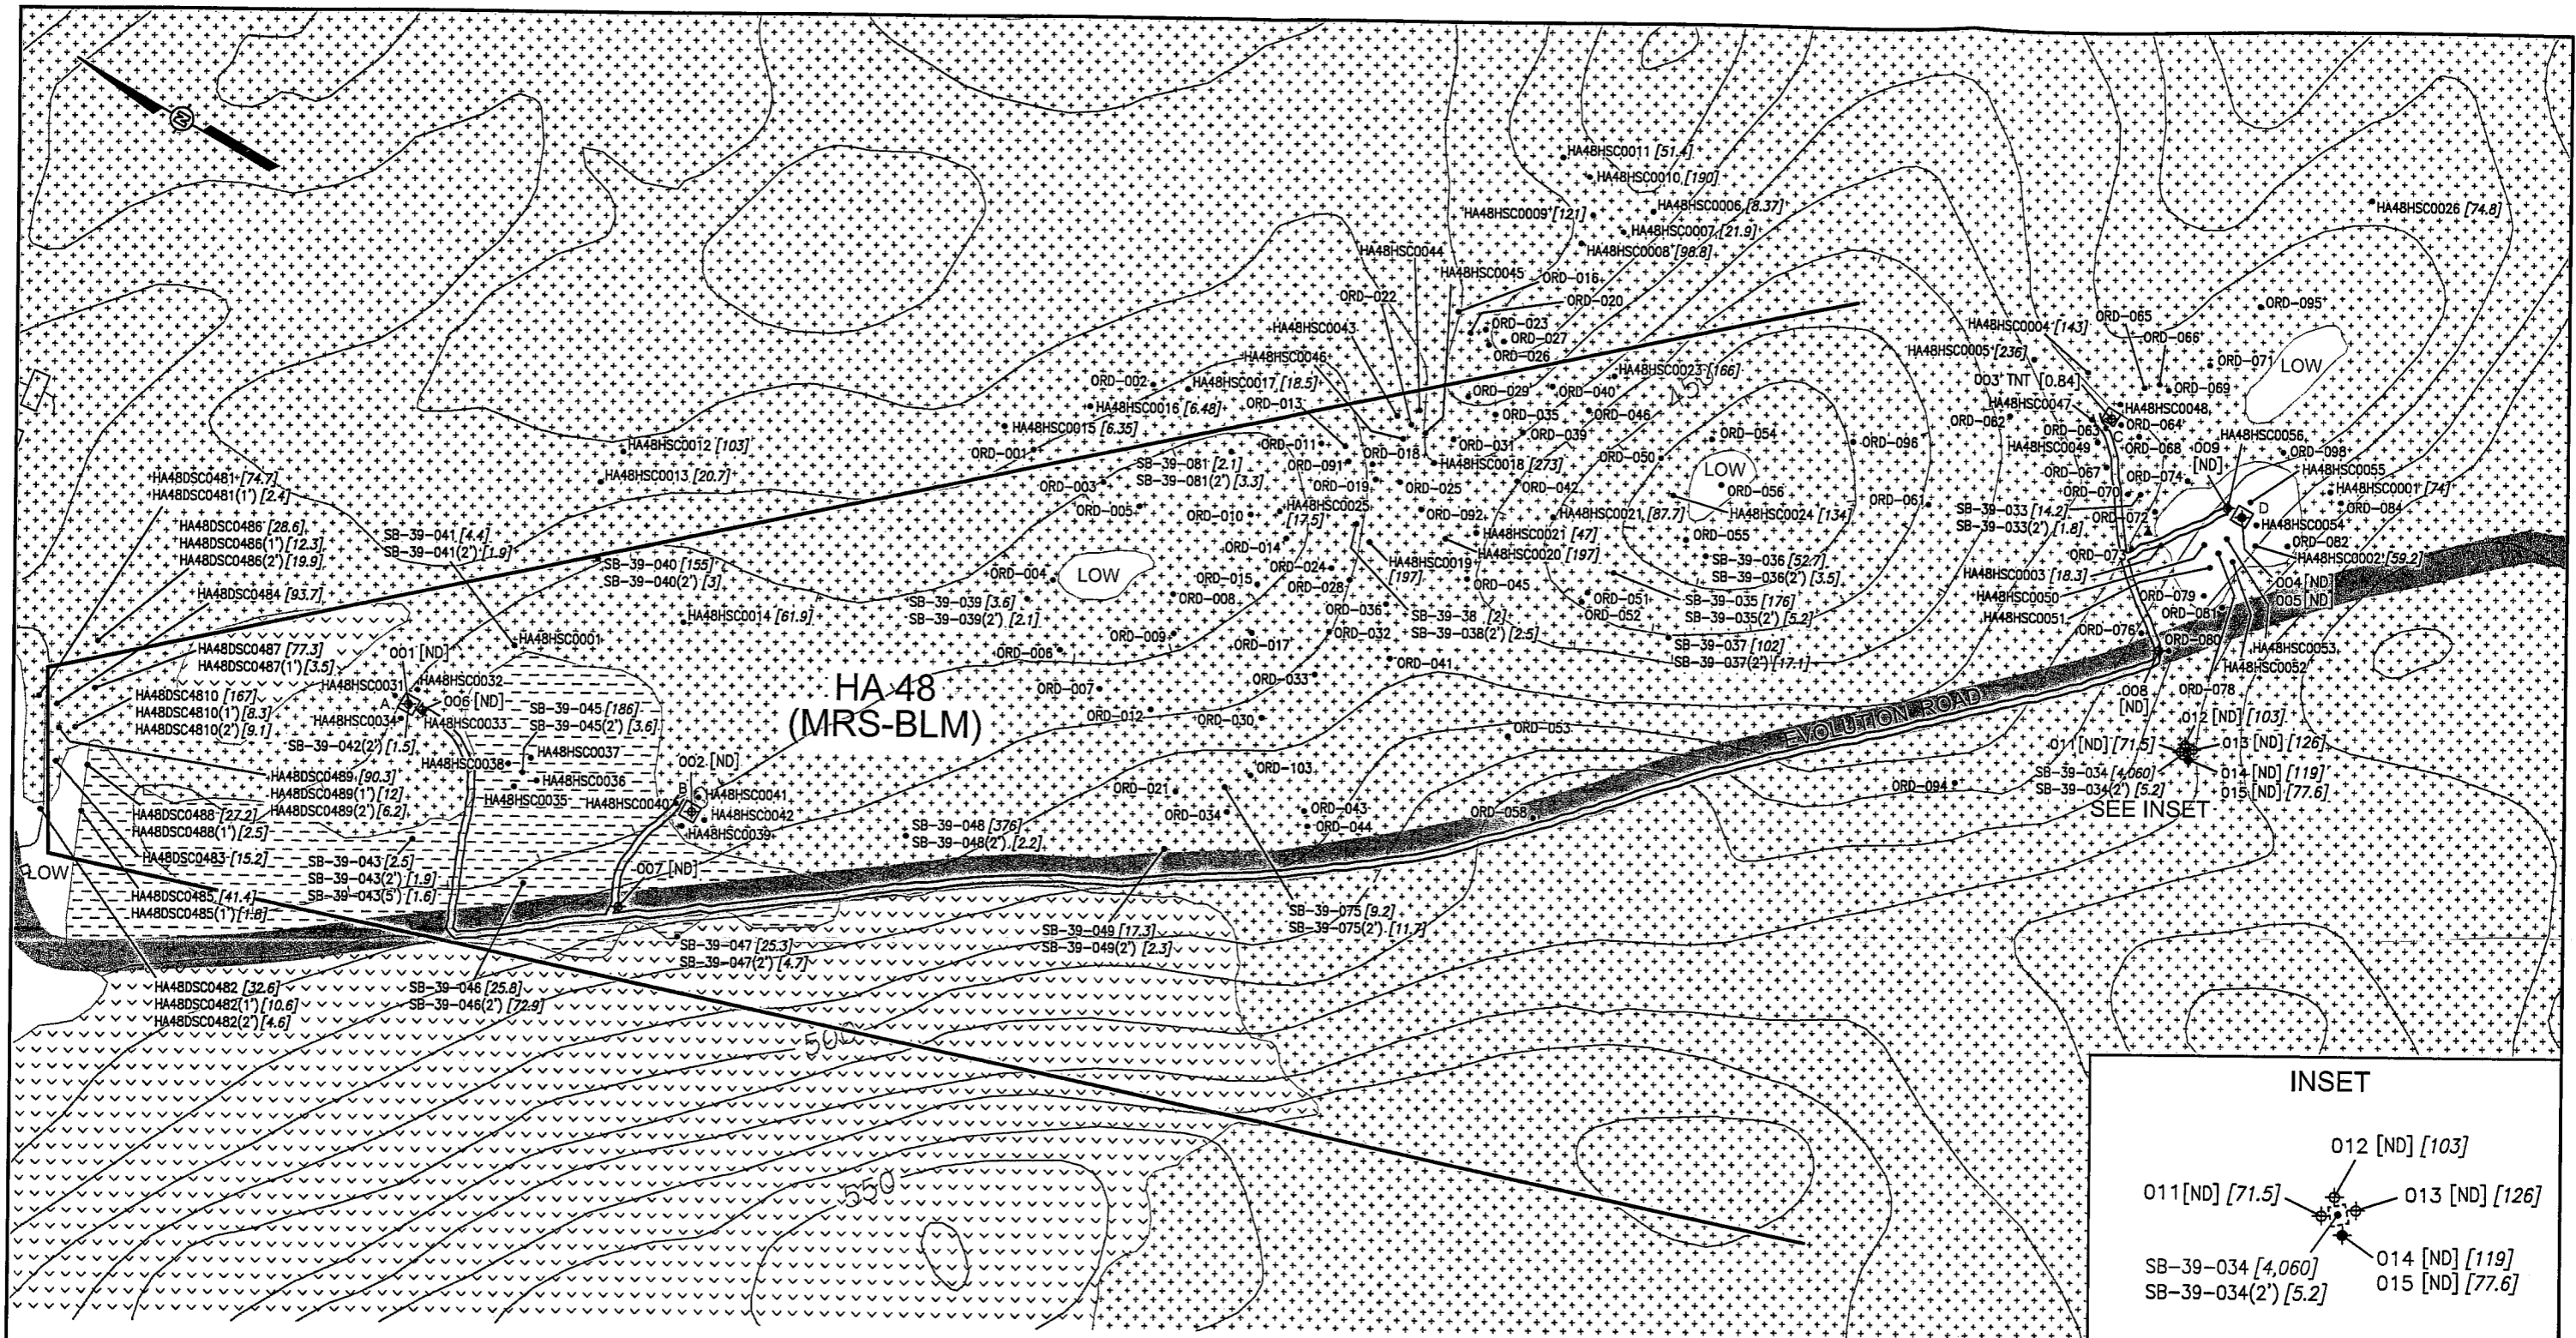 HA48HSC0011 [51.4]
HA48HSC0010 [190]
HA48HSC0009 [121]
HA48HSC0006 [8.37]
HA48HSC0007 [21.9]
HA48HSC0008 [98.8]
HA48HSC0026 [74.8]
HA48HSC0044
HA48HSC0045
ORD-016
ORD-022
ORD-020
HA48HSC0043
ORD-023
ORD-027
ORD-026
HA48HSC0046
ORD-002
HA48HSC0017 [18.5]
ORD-013
HA48HSC0016 [6.48]
HA48HSC0015 [6.35]
ORD-001
ORD-011
ORD-029
ORD-040
HA48HSC0023 [166]
450
ORD-035
ORD-046
ORD-039
ORD-031
ORD-018
ORD-054
ORD-050
ORD-096
HA48HSC0004 [143]
ORD-065
ORD-095
HA48HSC0005 [236]
ORD-066
ORD-071
LOW
003 TNT [0.84]
ORD-069
HA48HSC0047
HA48HSC0048
ORD-062
ORD-063
ORD-064
C
HA48HSC0056
HA48HSC0049
ORD-068
009
[ND]
ORD-098
HA48HSC0055
ORD-067
ORD-074
HA48HSC0001 [74]
ORD-070
ORD-084
D
ORD-061
SB-39-033 [14.2]
SB-39-033(2') [1.8]
ORD-072
HA48HSC0054
ORD-082
ORD-073
HA48HSC0002 [59.2]
HA48HSC0003 [18.3]
004 [ND]
HA48HSC0050
ORD-079
005 [ND]
ORD-081
HA48HSC0051
ORD-076
ORD-080
HA48HSC0053
HA48HSC0052
008
[ND]
ORD-078
HA48HSC0012 [103]
HA48HSC0013 [20.7]
SB-39-081 [2.1]
SB-39-081(2') [3.3]
ORD-091
HA48HSC0018 [273]
LOW
ORD-003
ORD-019
ORD-025
ORD-042
ORD-056
ORD-005
ORD-010
HA48HSC0025
[17.5]
ORD-092
HA48HSC0021 [87.7]
HA48HSC0024 [134]
HA48HSC0021 [47]
HA48HSC0020 [197]
ORD-055
ORD-014
SB-39-036 [52.7]
SB-39-036(2') [3.5]
HA48HSC0019
[197]
ORD-004
LOW
ORD-024
ORD-015
ORD-028
ORD-045
ORD-008
ORD-051
ORD-052
SB-39-035 [176]
SB-39-035(2') [5.2]
ORD-036
SB-39-38 [2]
SB-39-038(2') [2.5]
ORD-009
ORD-017
ORD-032
SB-39-037 [102]
SB-39-037(2') [17.1]
ORD-006
ORD-041
ORD-033
ORD-007
ORD-012
ORD-030
ORD-053
HA48DSC0481 [74.7]
HA48DSC0481(1') [2.4]
HA48DSC0486 [28.6]
HA48DSC0486(1') [12.3]
HA48DSC0486(2') [19.9]
SB-39-041 [4.4]
SB-39-041(2') [1.9]
SB-39-040 [155]
SB-39-040(2') [3]
HA48DSC0484 [93.7]
SB-39-039 [3.6]
SB-39-039(2') [2.1]
HA48HSC0014 [61.9]
HA48HSC0001
HA48DSC0487 [77.3]
HA48DSC0487(1') [3.5]
001 [ND]
HA48HSC0031
HA48HSC0032
HA48DSC4810 [167]
HA48DSC4810(1') [8.3]
HA48DSC4810(2') [9.1]
A
006 [ND]
HA48HSC0034
HA48HSC0033
SB-39-045 [186]
SB-39-045(2') [3.6]
SB-39-042(2') [1.5]
HA48HSC0037
HA48HSC0038
HA48HSC0036
HA48HSC0035
HA 48
(MRS-BLM)
002 [ND]
B
HA48HSC0041
HA48HSC0040
HA48HSC0042
HA48HSC0039
HA48DSC0489 [90.3]
HA48DSC0489(1') [12]
HA48DSC0489(2') [6.2]
HA48DSC0488 [27.2]
HA48DSC0488(1') [2.5]
HA48DSC0483 [15.2]
SB-39-043 [2.5]
SB-39-043(2') [1.9]
SB-39-043(5') [1.6]
LOW
HA48DSC0485 [41.4]
HA48DSC0485(1') [1.8]
007 [ND]
SB-39-048 [376]
SB-39-048(2') [2.2]
ORD-103
ORD-021
ORD-034
ORD-043
ORD-044
ORD-058
EVOLUTION ROAD
ORD-094
012 [ND] [103]
011 [ND] [71.5]
013 [ND] [126]
SB-39-034 [4,060]
SB-39-034(2') [5.2]
014 [ND] [119]
015 [ND] [77.6]
SEE INSET
SB-39-075 [9.2]
SB-39-075(2') [11.7]
SB-39-049 [17.3]
SB-39-049(2') [2.3]
SB-39-047 [25.3]
SB-39-047(2') [4.7]
HA48DSC0482 [32.6]
HA48DSC0482(1') [10.6]
HA48DSC0482(2') [4.6]
SB-39-046 [25.8]
SB-39-046(2') [72.9]
500
550
INSET
012 [ND] [103]
011 [ND] [71.5]
013 [ND] [126]
SB-39-034 [4,060]
SB-39-034(2') [5.2]
014 [ND] [119]
015 [ND] [77.6]